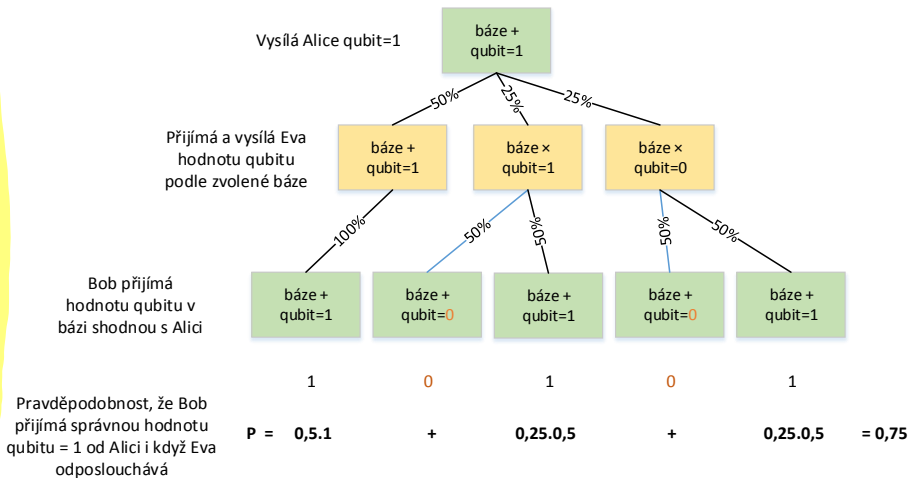 Vysílá Alice qubit=1
báze +
qubit=1
50%
25%
25%
Přijímá a vysílá Eva
hodnotu qubitu
podle zvolené báze
báze +
qubit=1
báze ×
qubit=1
báze ×
qubit=0
100%
50%
50%
50%
50%
Bob přijímá
hodnotu qubitu v
bázi shodnou s Alici
báze +
qubit=1
báze +
qubit=0
báze +
qubit=1
báze +
qubit=0
báze +
qubit=1
1 0 1 0 1
Pravděpodobnost, že Bob
přijímá správnou hodnotu
qubitu = 1 od Alici i když Eva
odposlouchává
P = 0,5.1 + 0,25.0,5 + 0,25.0,5 = 0,75